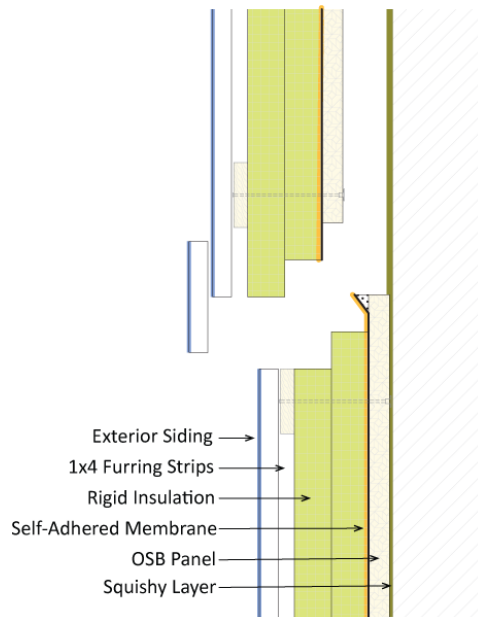 Exterior Siding
1x4 Furring Strips
Rigid Insulation
Self-Adhered Membrane
OSB Panel
Squishy Layer